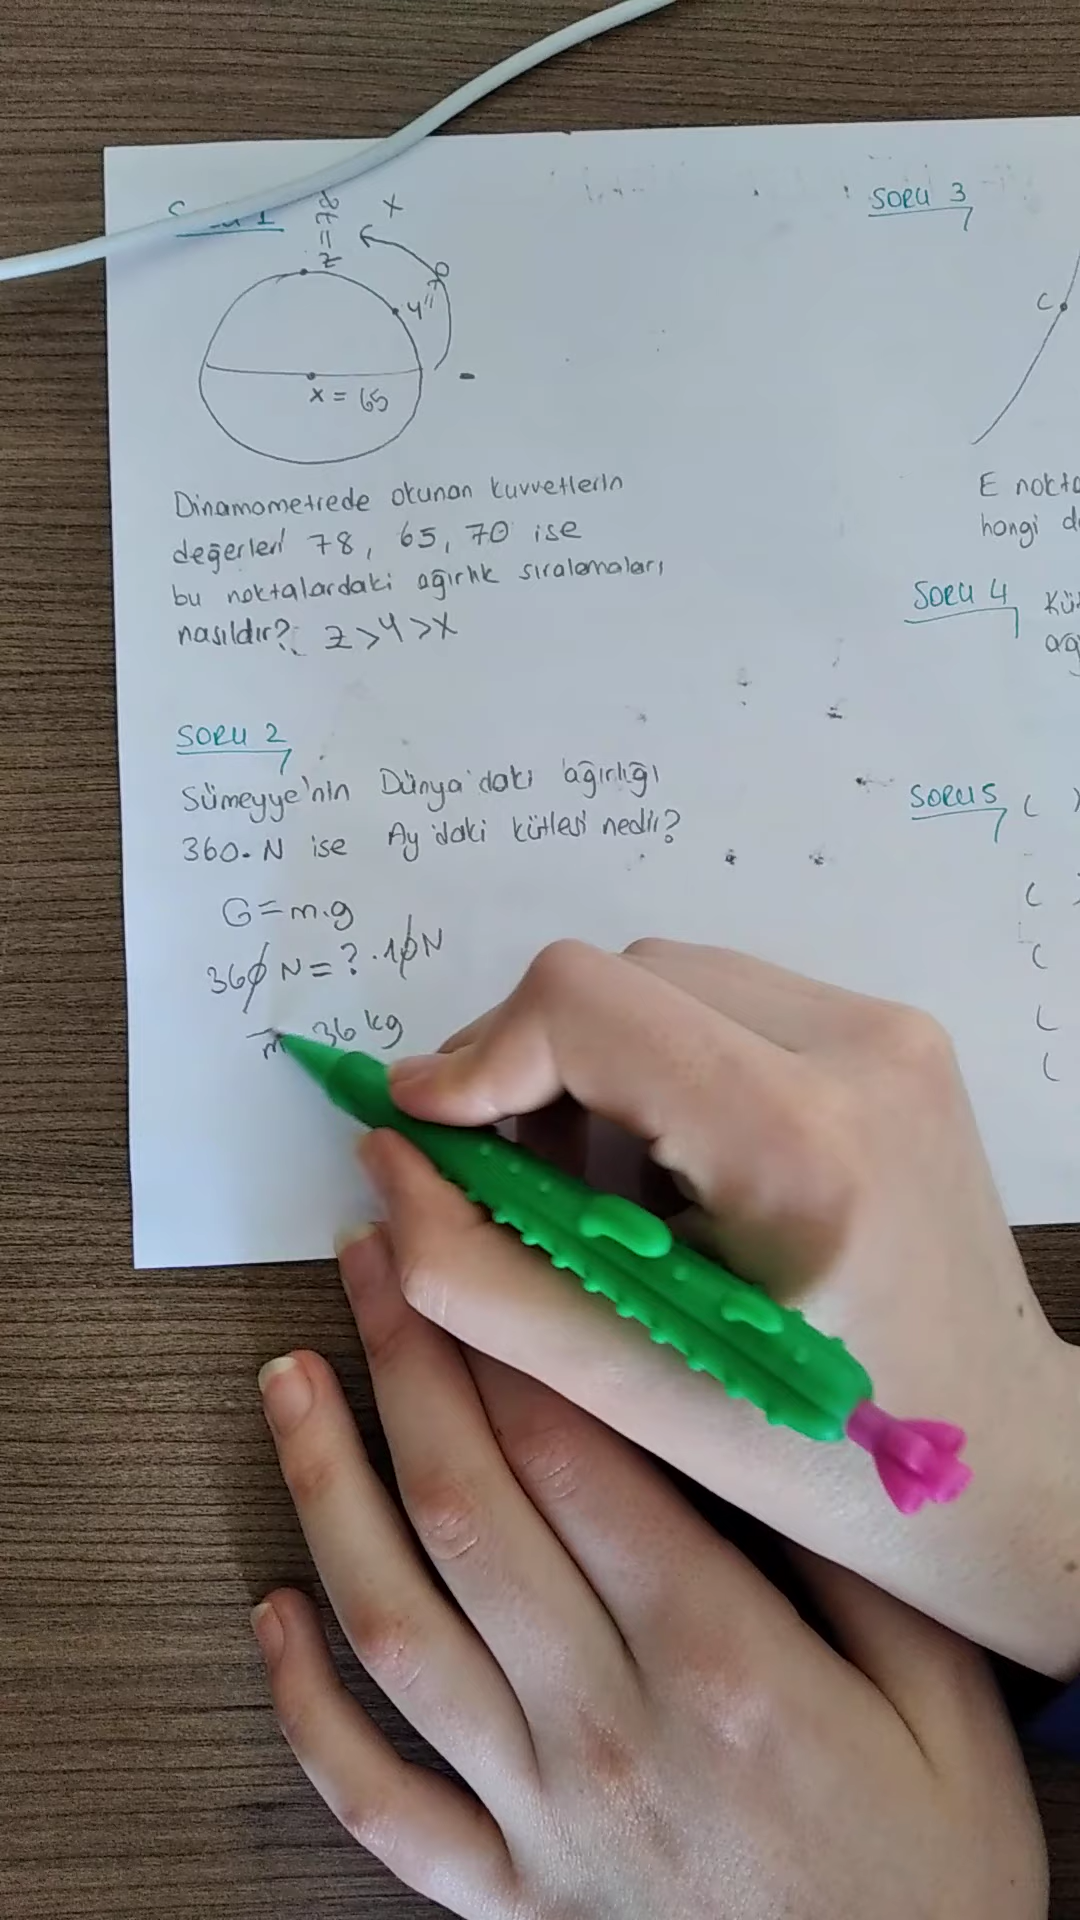 z = 78
x
y = 70
x = 65
Dinamometrede okunan kuvvetlerin
değerleri 78, 65, 70 ise
bu noktalardaki ağırlık sıralamaları
nasıldır? z > y > x
SORU 2
Sümeyye'nin Dünya'daki ağırlığı
360 N ise Ay'daki kütlesi nedir?
G = m.g
360 N = ? . 10 N
m 36 kg
SORU 3
C
E
hongi
SORU 4
SORU 5 ( )
(
(
(
(